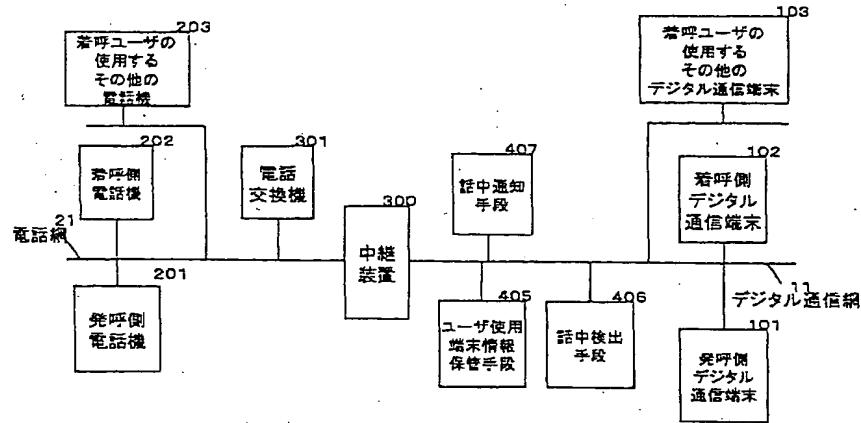 203
着呼ユーザの
使用する
その他の
電話機
103
着呼ユーザの
使用する
その他の
デジタル通信端末
202
着呼側
電話機
301
電話
交換機
407
話中通知
手段
102
着呼側
デジタル
通信端末
21
電話網
300
中継
装置
11
デジタル通信網
201
発呼側
電話機
405
ユーザ使用
端末情報
保管手段
406
話中検出
手段
101
発呼側
デジタル
通信端末